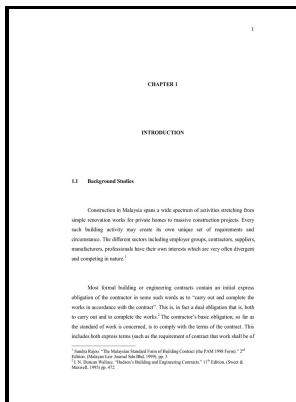 1
CHAPTER 1
INTRODUCTION
1.1 Background Studies
Construction in Malaysia spans a wide spectrum of activities stretching from
simple renovation works for private homes to massive construction projects. Every
such building activity may create its own unique set of requirements and
circumstance. The different sectors including employer groups, contractors, suppliers,
manufacturers, professionals have their own interests which are very often divergent
and competing in nature.1
Most formal building or engineering contracts contain an initial express
obligation of the contractor in some such words as to “carry out and complete the
works in accordance with the contract”. This is, in fact a dual obligation that is, both
to carry out and to complete the works.2 The contractor's basic obligation, so far as
the standard of work is concerned, is to comply with the terms of the contract. This
includes both express terms (such as the requirement of contract that work shall be of
1 Sundra Rajoo. “The Malaysian Standard Form of Building Contract (the PAM 1998 Form).” 2nd
Edition. (Malayan Law Journal Sdn Bhd, 1999), pp. 3
2 I. N. Duncan Wallace. “Hudson's Building and Engineering Contracts.” 11th Edition. (Sweet &
Maxwell, 1995) pp. 472